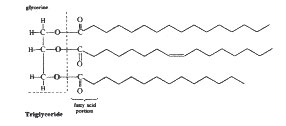 glycerine
H O
H—C—O—C
H—C—O—C
O
H—C—O—C
H O
fatty acid
portion
Triglyceride